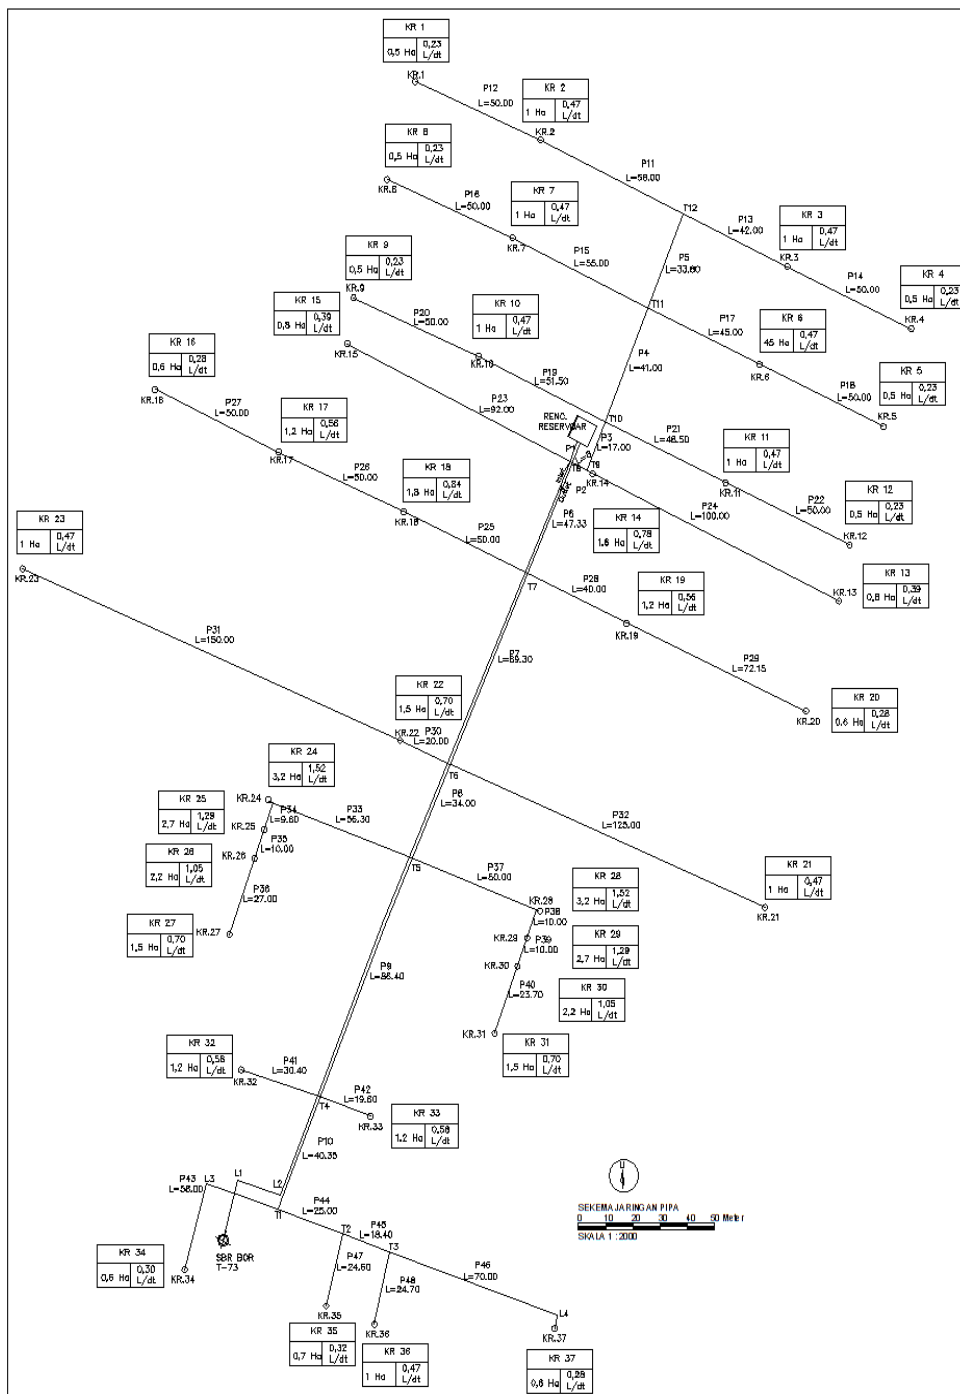 KR 1
0,5 Ha 0,23 L/dt
KR.1
P12
L=50.00
KR 2
1 Ha 0,47 L/dt
KR.2
KR 8
0,5 Ha 0,23 L/dt
KR.8
P11
L=58.00
P16
L=50.00
KR 7
1 Ha 0,47 L/dt
KR.7
T12
P13
L=42.00
KR 3
1 Ha 0,47 L/dt
KR.3
P15
L=55.00
P5
L=33.80
P14
L=50.00
KR 4
0,5 Ha 0,23 L/dt
KR.4
KR 9
0,5 Ha 0,23 L/dt
KR.9
KR 15
0,8 Ha 0,39 L/dt
KR.15
P20
L=50.00
KR 10
1 Ha 0,47 L/dt
KR.10
T11
P17
L=45.00
KR 6
45 Ha 0,47 L/dt
KR.6
KR 16
0,6 Ha 0,28 L/dt
KR.16
P4
L=41.00
P19
L=51.50
P18
L=50.00
KR 5
0,5 Ha 0,23 L/dt
KR.5
P27
L=50.00
P23
L=92.00
KR 17
1,2 Ha 0,56 L/dt
KR.17
RENC.
RESERVOAR
T10
P3
L=17.00
P21
L=48.50
KR 11
1 Ha 0,47 L/dt
KR.11
P1
T8
T9
P2
KR.14
P26
L=50.00
KR 18
1,8 Ha 0,84 L/dt
KR.18
P22
L=50.00
KR 12
0,5 Ha 0,23 L/dt
KR.12
P24
L=100.00
KR 14
1.6 Ha 0,78 L/dt
P6
L=47.33
KR 23
1 Ha 0,47 L/dt
KR.23
P25
L=50.00
T7
P28
L=40.00
KR 19
1,2 Ha 0,56 L/dt
KR.19
KR 13
0,8 Ha 0,39 L/dt
KR.13
P31
L=150.00
P7
L=69.30
P29
L=72.15
KR 20
0,6 Ha 0,28 L/dt
KR.20
KR 22
1,5 Ha 0,70 L/dt
KR.22
P30
L=20.00
T6
KR 24
3,2 Ha 1,52 L/dt
KR.24
P8
L=34.00
KR 25
2,7 Ha 1,29 L/dt
KR.25
P34
L=9.60
P33
L=56.30
P32
L=125.00
KR 26
2,2 Ha 1,05 L/dt
KR.26
P35
L=10.00
T5
P37
L=50.00
KR 21
1 Ha 0,47 L/dt
KR.21
P36
L=27.00
KR 27
1,5 Ha 0,70 L/dt
KR.27
KR.28
P38
L=10.00
KR 28
3,2 Ha 1,52 L/dt
KR.29
P39
L=10.00
KR 29
2,7 Ha 1,29 L/dt
KR.30
P40
L=23.70
KR 30
2,2 Ha 1,05 L/dt
P9
L=86.40
KR.31
KR 31
1,5 Ha 0,70 L/dt
KR 32
1,2 Ha 0,58 L/dt
KR.32
P41
L=30.40
P42
L=19.60
T4
KR.33
KR 33
1.2 Ha 0,58 L/dt
P10
L=40.35
P43
L=58.00
L3
L1
L2
T1
P44
L=25.00
T2
P45
L=18.40
T3
U
SEKEMA JARINGAN PIPA
0 10 20 30 40 50 Meter
SKALA 1 : 2000
SBR BOR
T-73
KR 34
0,6 Ha 0,30 L/dt
KR.34
P47
L=24.60
P46
L=70.00
P48
L=24.70
KR.35
KR 35
0,7 Ha 0,32 L/dt
KR.36
KR 36
1 Ha 0,47 L/dt
L4
KR.37
KR 37
0,6 Ha 0,28 L/dt